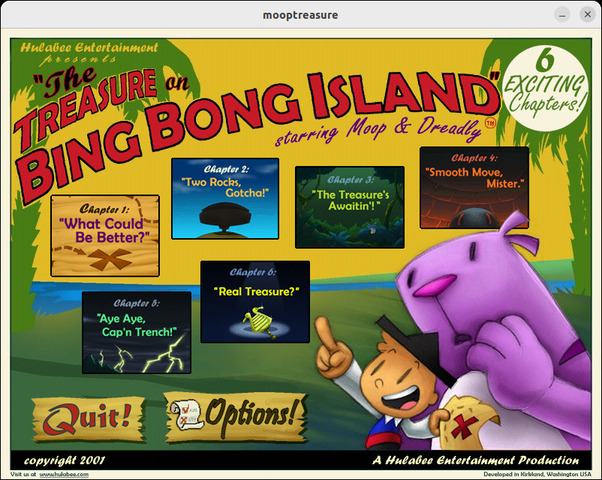 mooptreasure
Hulabee Entertainment
presents
"The
TREASURE on
BING BONG ISLAND"
TM
starring Moop & Dreadly
6
EXCITING
Chapters!
Chapter 1:
"What Could
Be Better?"
Chapter 2:
"Two Rocks,
Gotcha!"
Chapter 3:
"The Treasure's
Awaitin'!"
Chapter 4:
"Smooth Move,
Mister."
Chapter 5:
"Aye Aye,
Cap'n Trench!"
Chapter 6:
"Real Treasure?"
Quit!
Options!
copyright 2001
A Hulabee Entertainment Production
Visit us at www.hulabee.com
Developed in Kirkland, Washington USA